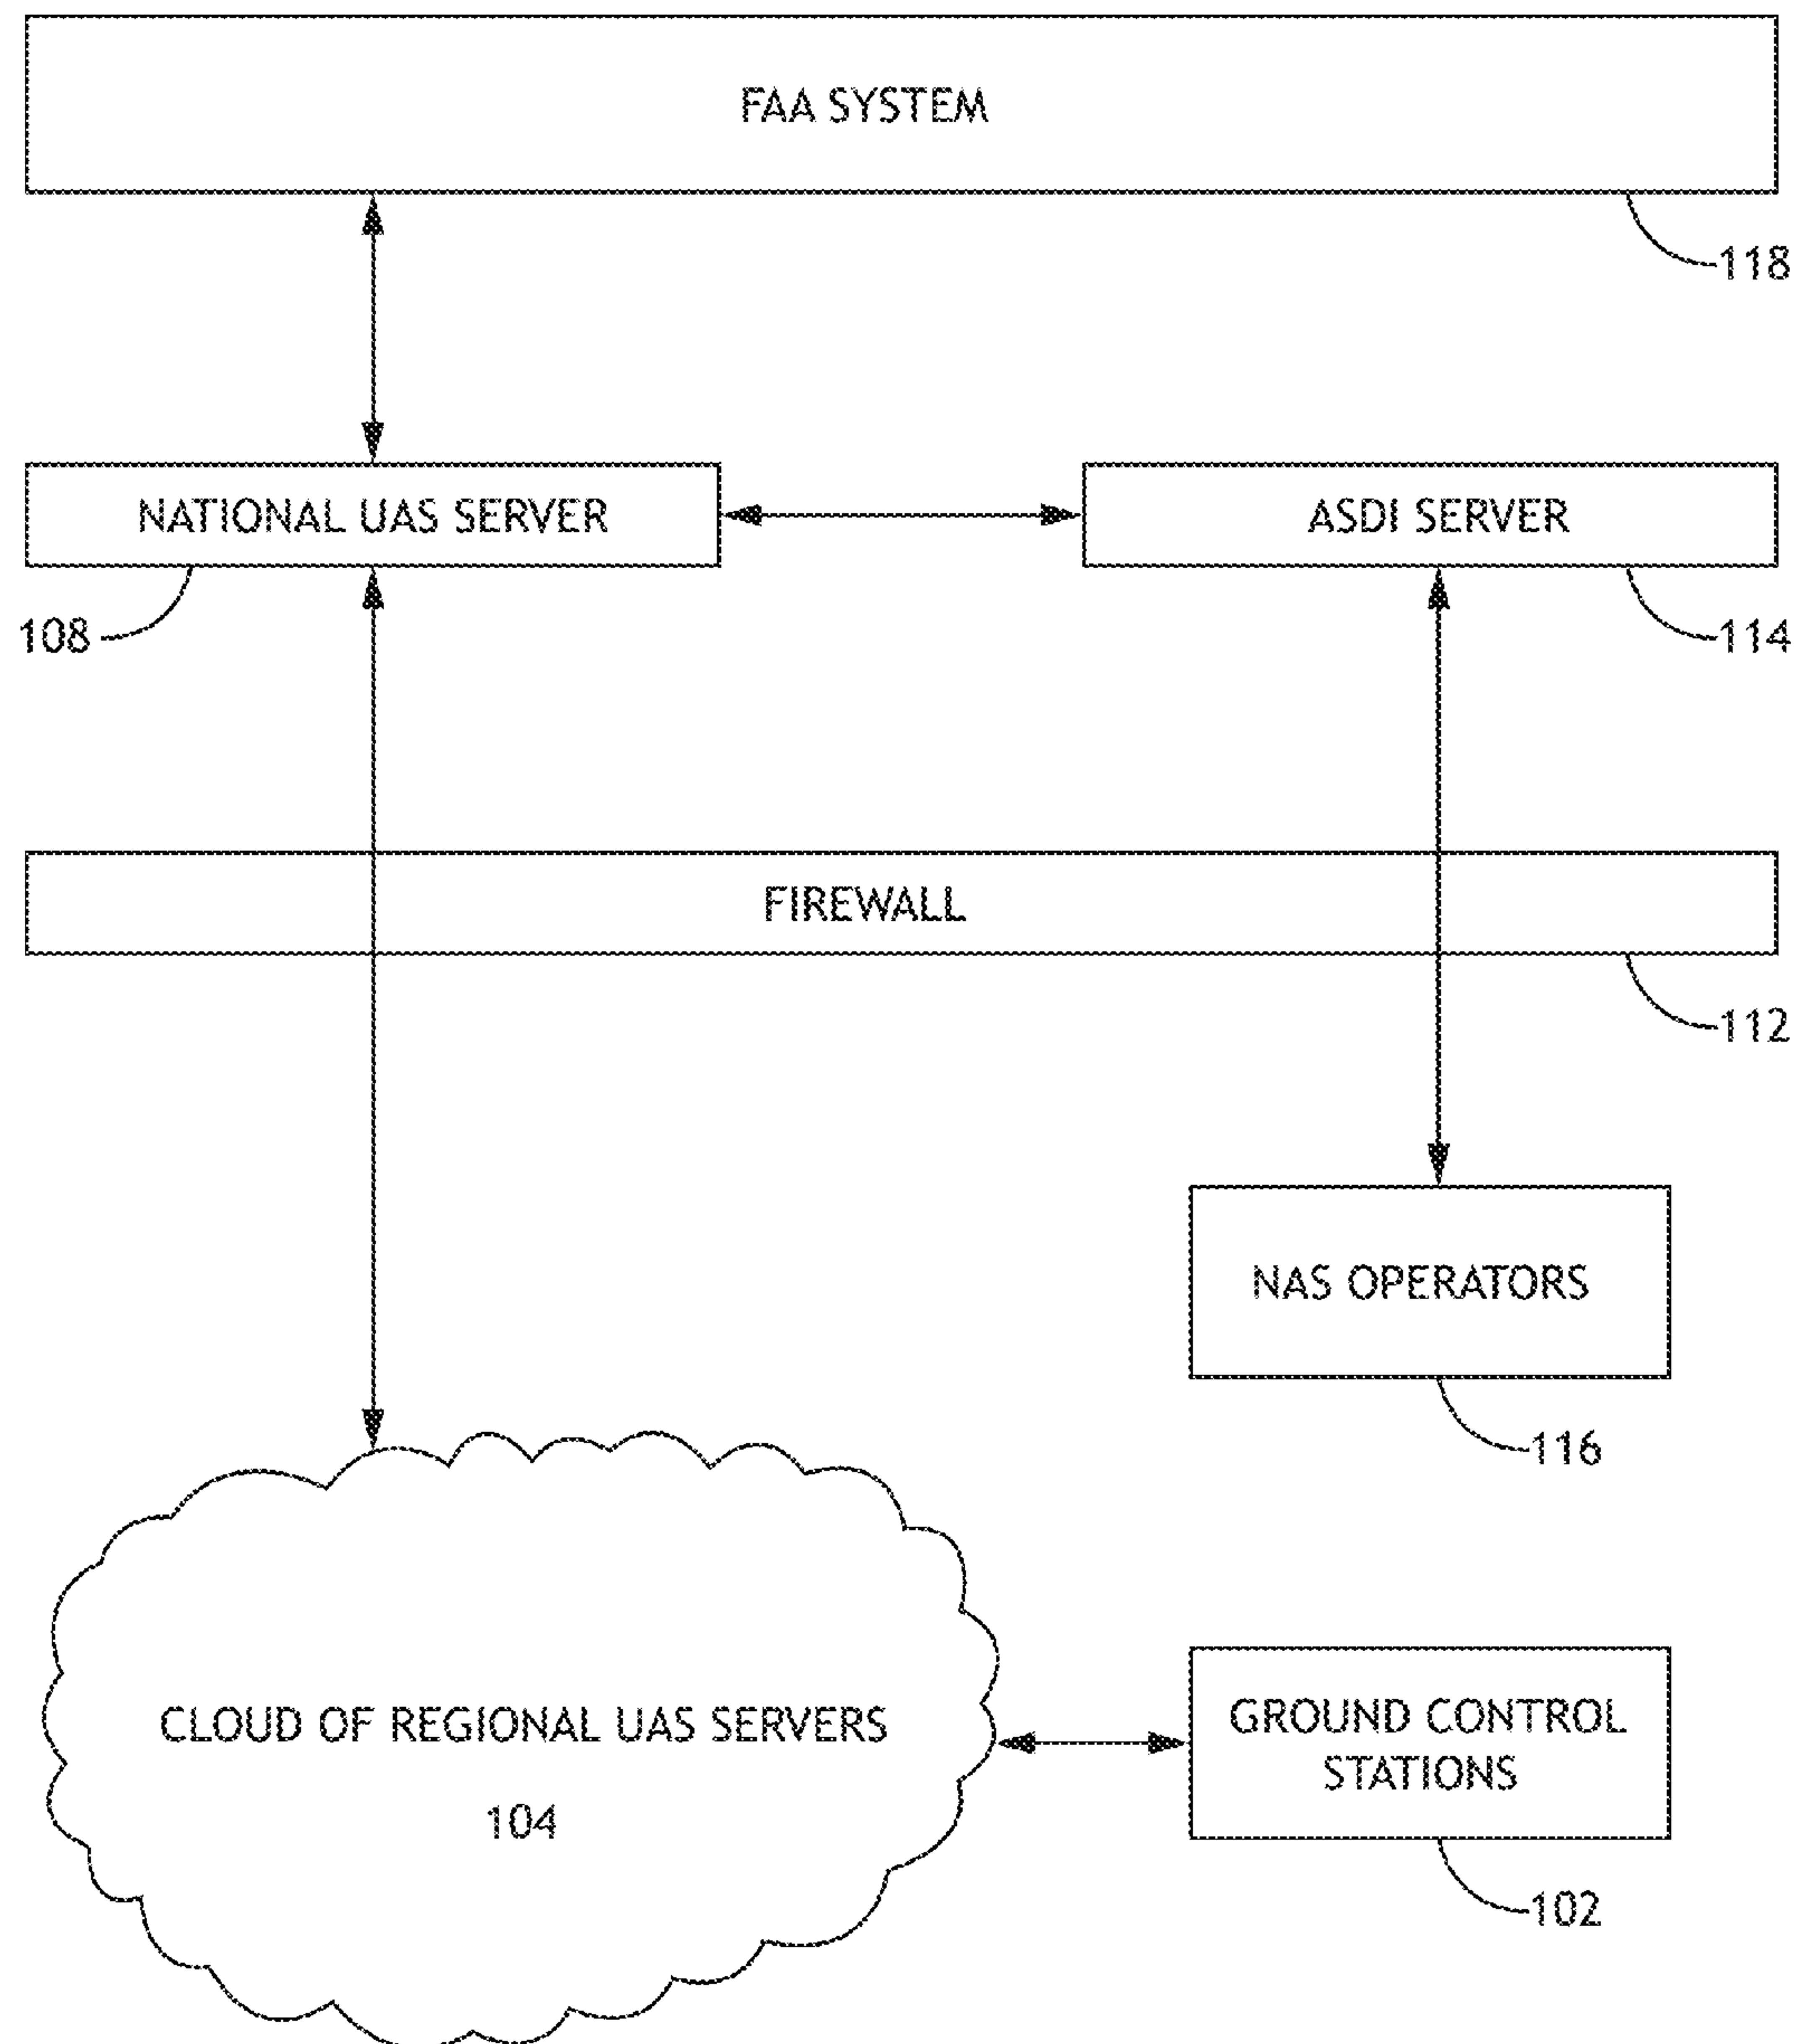 FAA SYSTEM
118
NATIONAL UAS SERVER
ASDI SERVER
108
114
FIREWALL
112
NAS OPERATORS
116
CLOUD OF REGIONAL UAS SERVERS
104
GROUND CONTROL
STATIONS
102